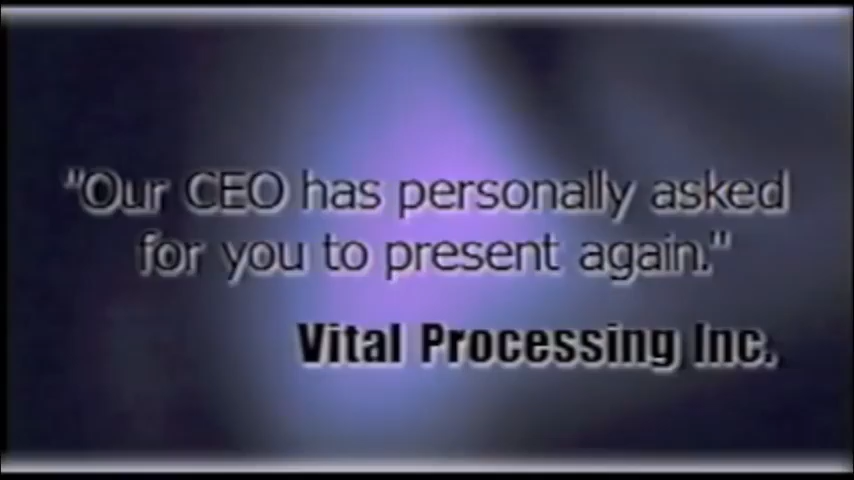 "Our CEO has personally asked
for you to present again."
Vital Processing Inc.